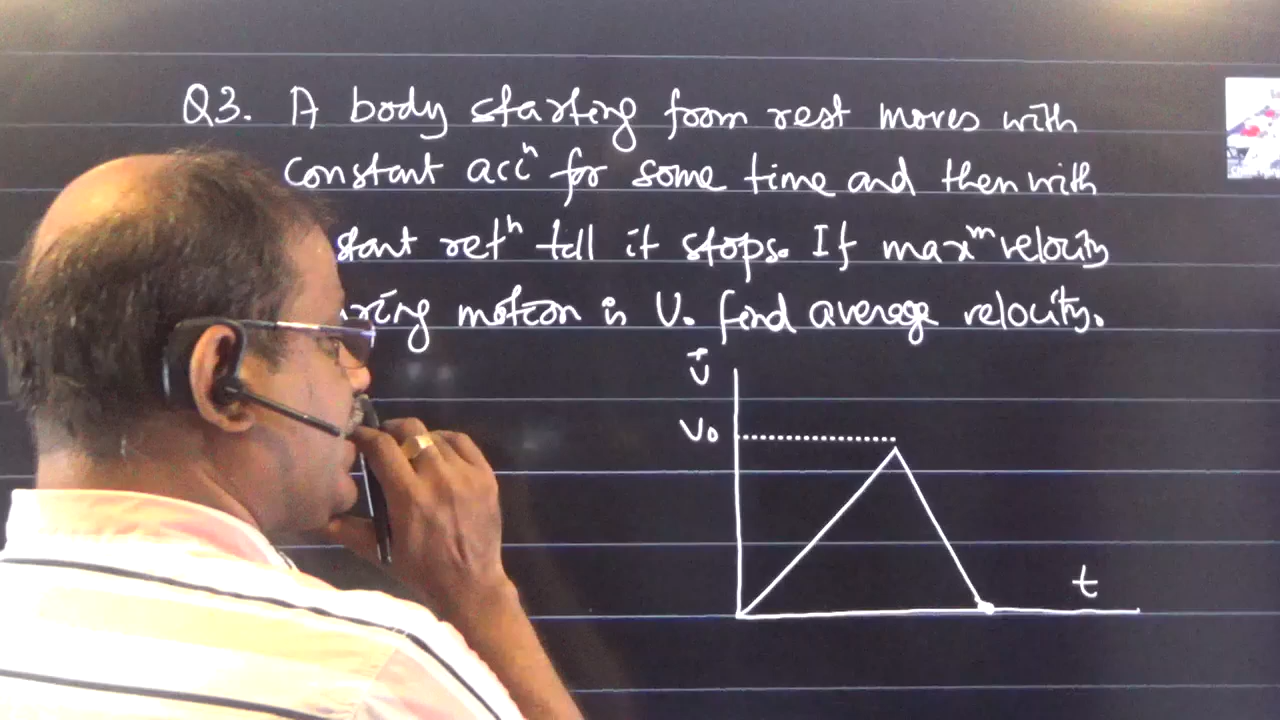 Q3. A body starting from rest moves with
constant accⁿ for some time and then with
stant retⁿ till it stops. If maxᵐ velocity
ring motion is V. find average velocity.
v
V₀
t